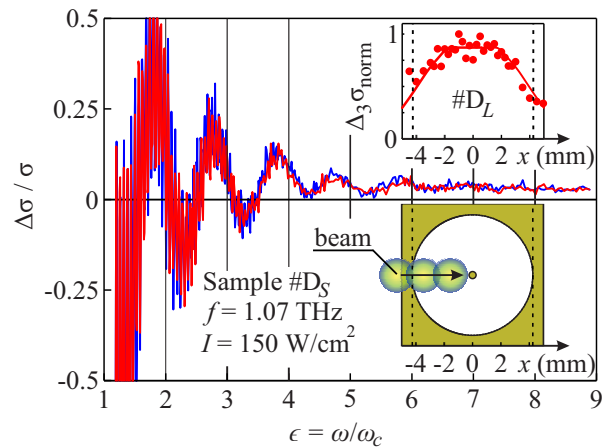 0.5
0.25
0
-0.25
-0.5
Δσ / σ
1 2 3 4 5 6 7 8 9
ϵ = ω/ω_c
Sample #D_S
f = 1.07 THz
I = 150 W/cm²
1
0
Δ₃ σ_norm
#D_L
-4 -2 0 2 x (mm)
beam
-4 -2 0 2 x (mm)